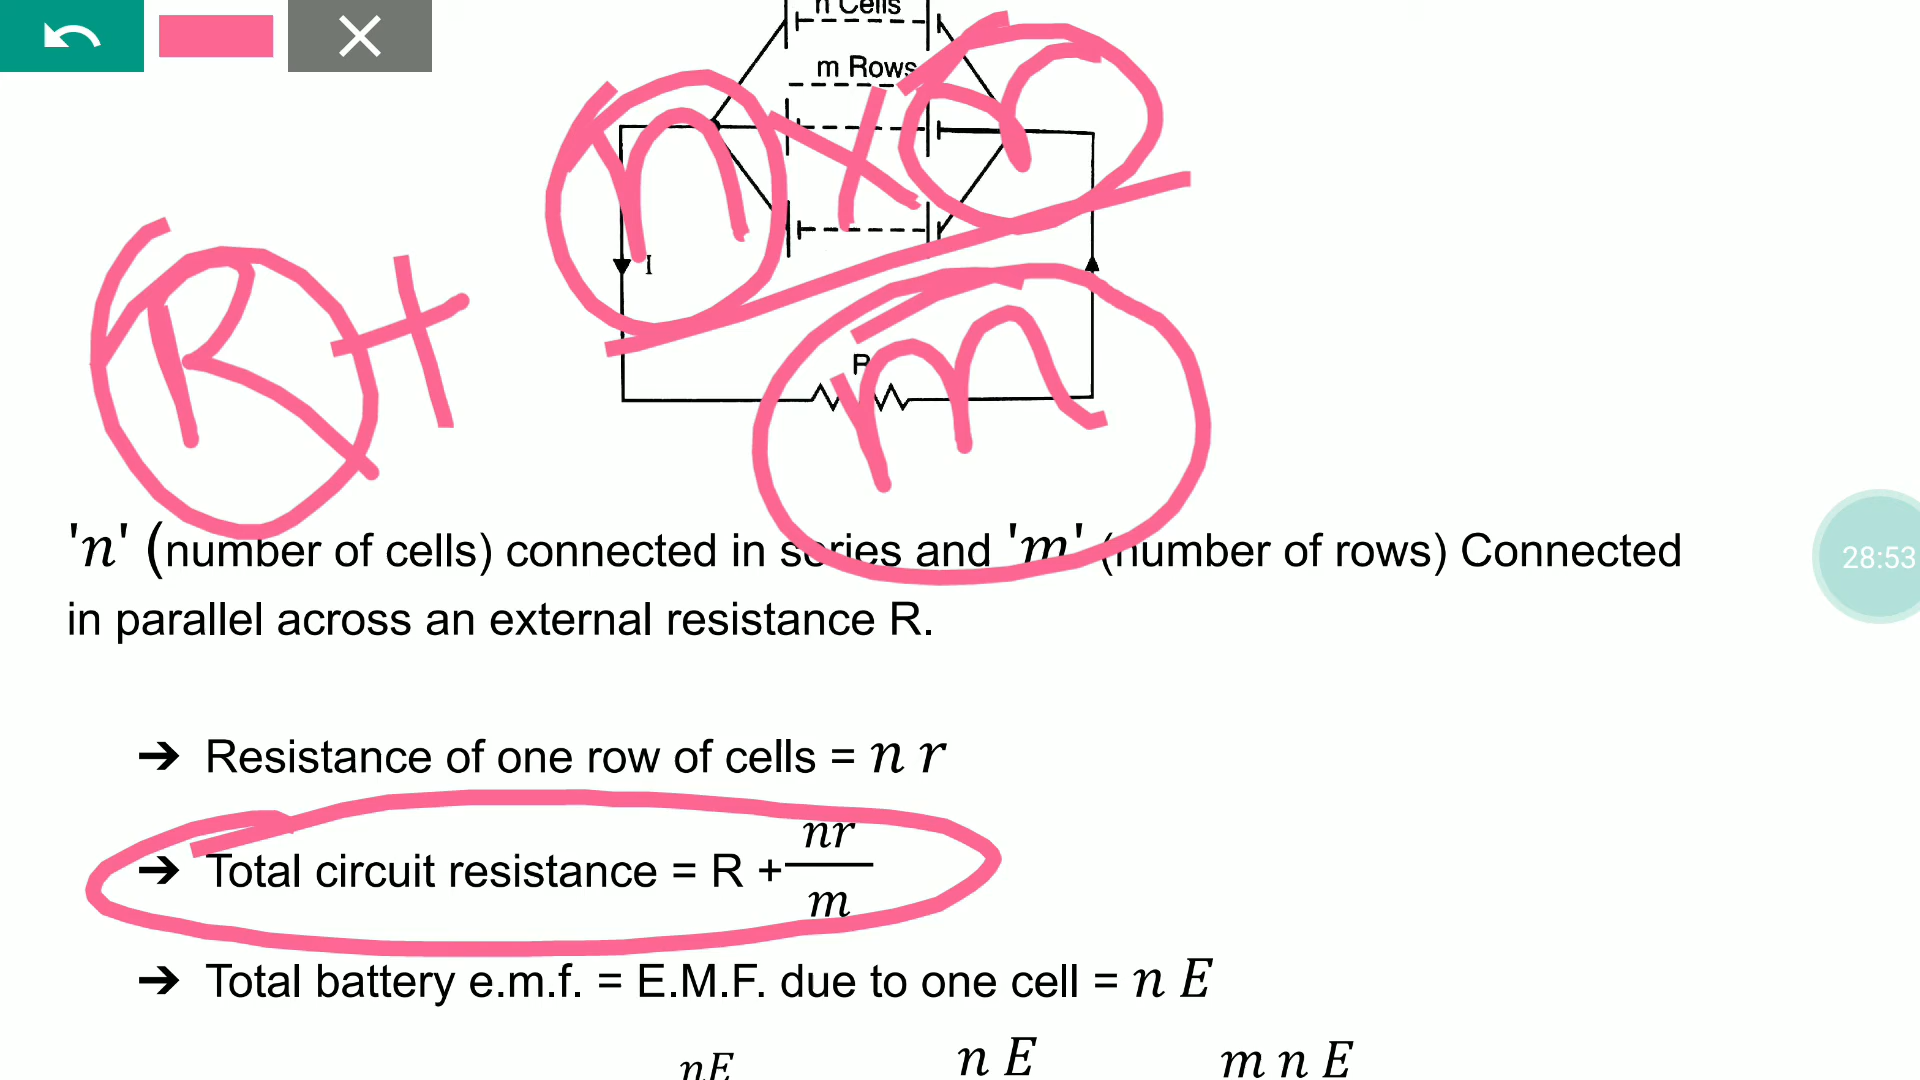 n Cells
m Rows
n × r
R +
m
I
R
'n' (number of cells) connected in series and 'm' (number of rows) Connected
in parallel across an external resistance R.
28:53
➔ Resistance of one row of cells = n r
➔ Total circuit resistance = R + nr/m
➔ Total battery e.m.f. = E.M.F. due to one cell = n E
nE n E m n E